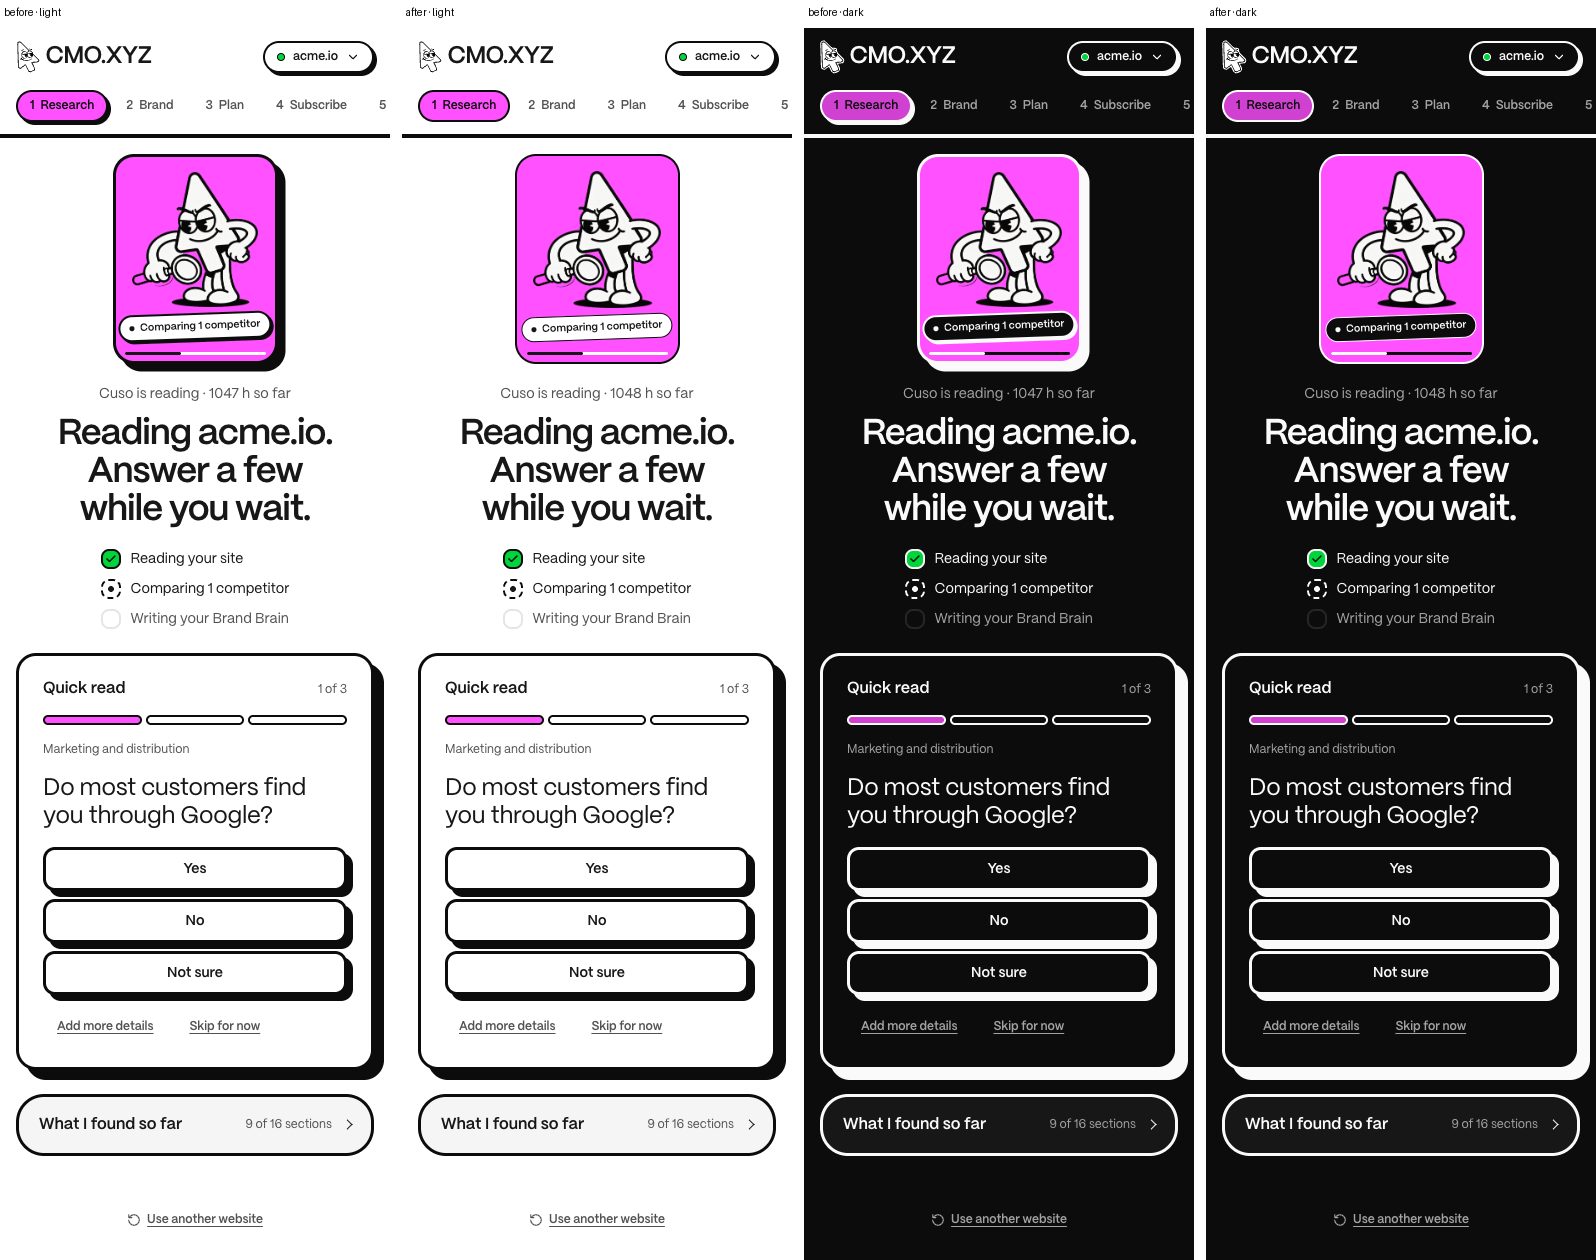 before · light
CMO.XYZ
acme.io
1 Research 2 Brand 3 Plan 4 Subscribe 5
Comparing 1 competitor
Cuso is reading · 1047 h so far
Reading acme.io.
Answer a few
while you wait.
Reading your site
Comparing 1 competitor
Writing your Brand Brain
Quick read 1 of 3
Marketing and distribution
Do most customers find
you through Google?
Yes
No
Not sure
Add more details Skip for now
What I found so far 9 of 16 sections
Use another website
after · light
CMO.XYZ
acme.io
1 Research 2 Brand 3 Plan 4 Subscribe 5
Comparing 1 competitor
Cuso is reading · 1048 h so far
Reading acme.io.
Answer a few
while you wait.
Reading your site
Comparing 1 competitor
Writing your Brand Brain
Quick read 1 of 3
Marketing and distribution
Do most customers find
you through Google?
Yes
No
Not sure
Add more details Skip for now
What I found so far 9 of 16 sections
Use another website
before · dark
CMO.XYZ
acme.io
1 Research 2 Brand 3 Plan 4 Subscribe 5
Comparing 1 competitor
Cuso is reading · 1047 h so far
Reading acme.io.
Answer a few
while you wait.
Reading your site
Comparing 1 competitor
Writing your Brand Brain
Quick read 1 of 3
Marketing and distribution
Do most customers find
you through Google?
Yes
No
Not sure
Add more details Skip for now
What I found so far 9 of 16 sections
Use another website
after · dark
CMO.XYZ
acme.io
1 Research 2 Brand 3 Plan 4 Subscribe 5
Comparing 1 competitor
Cuso is reading · 1048 h so far
Reading acme.io.
Answer a few
while you wait.
Reading your site
Comparing 1 competitor
Writing your Brand Brain
Quick read 1 of 3
Marketing and distribution
Do most customers find
you through Google?
Yes
No
Not sure
Add more details Skip for now
What I found so far 9 of 16 sections
Use another website